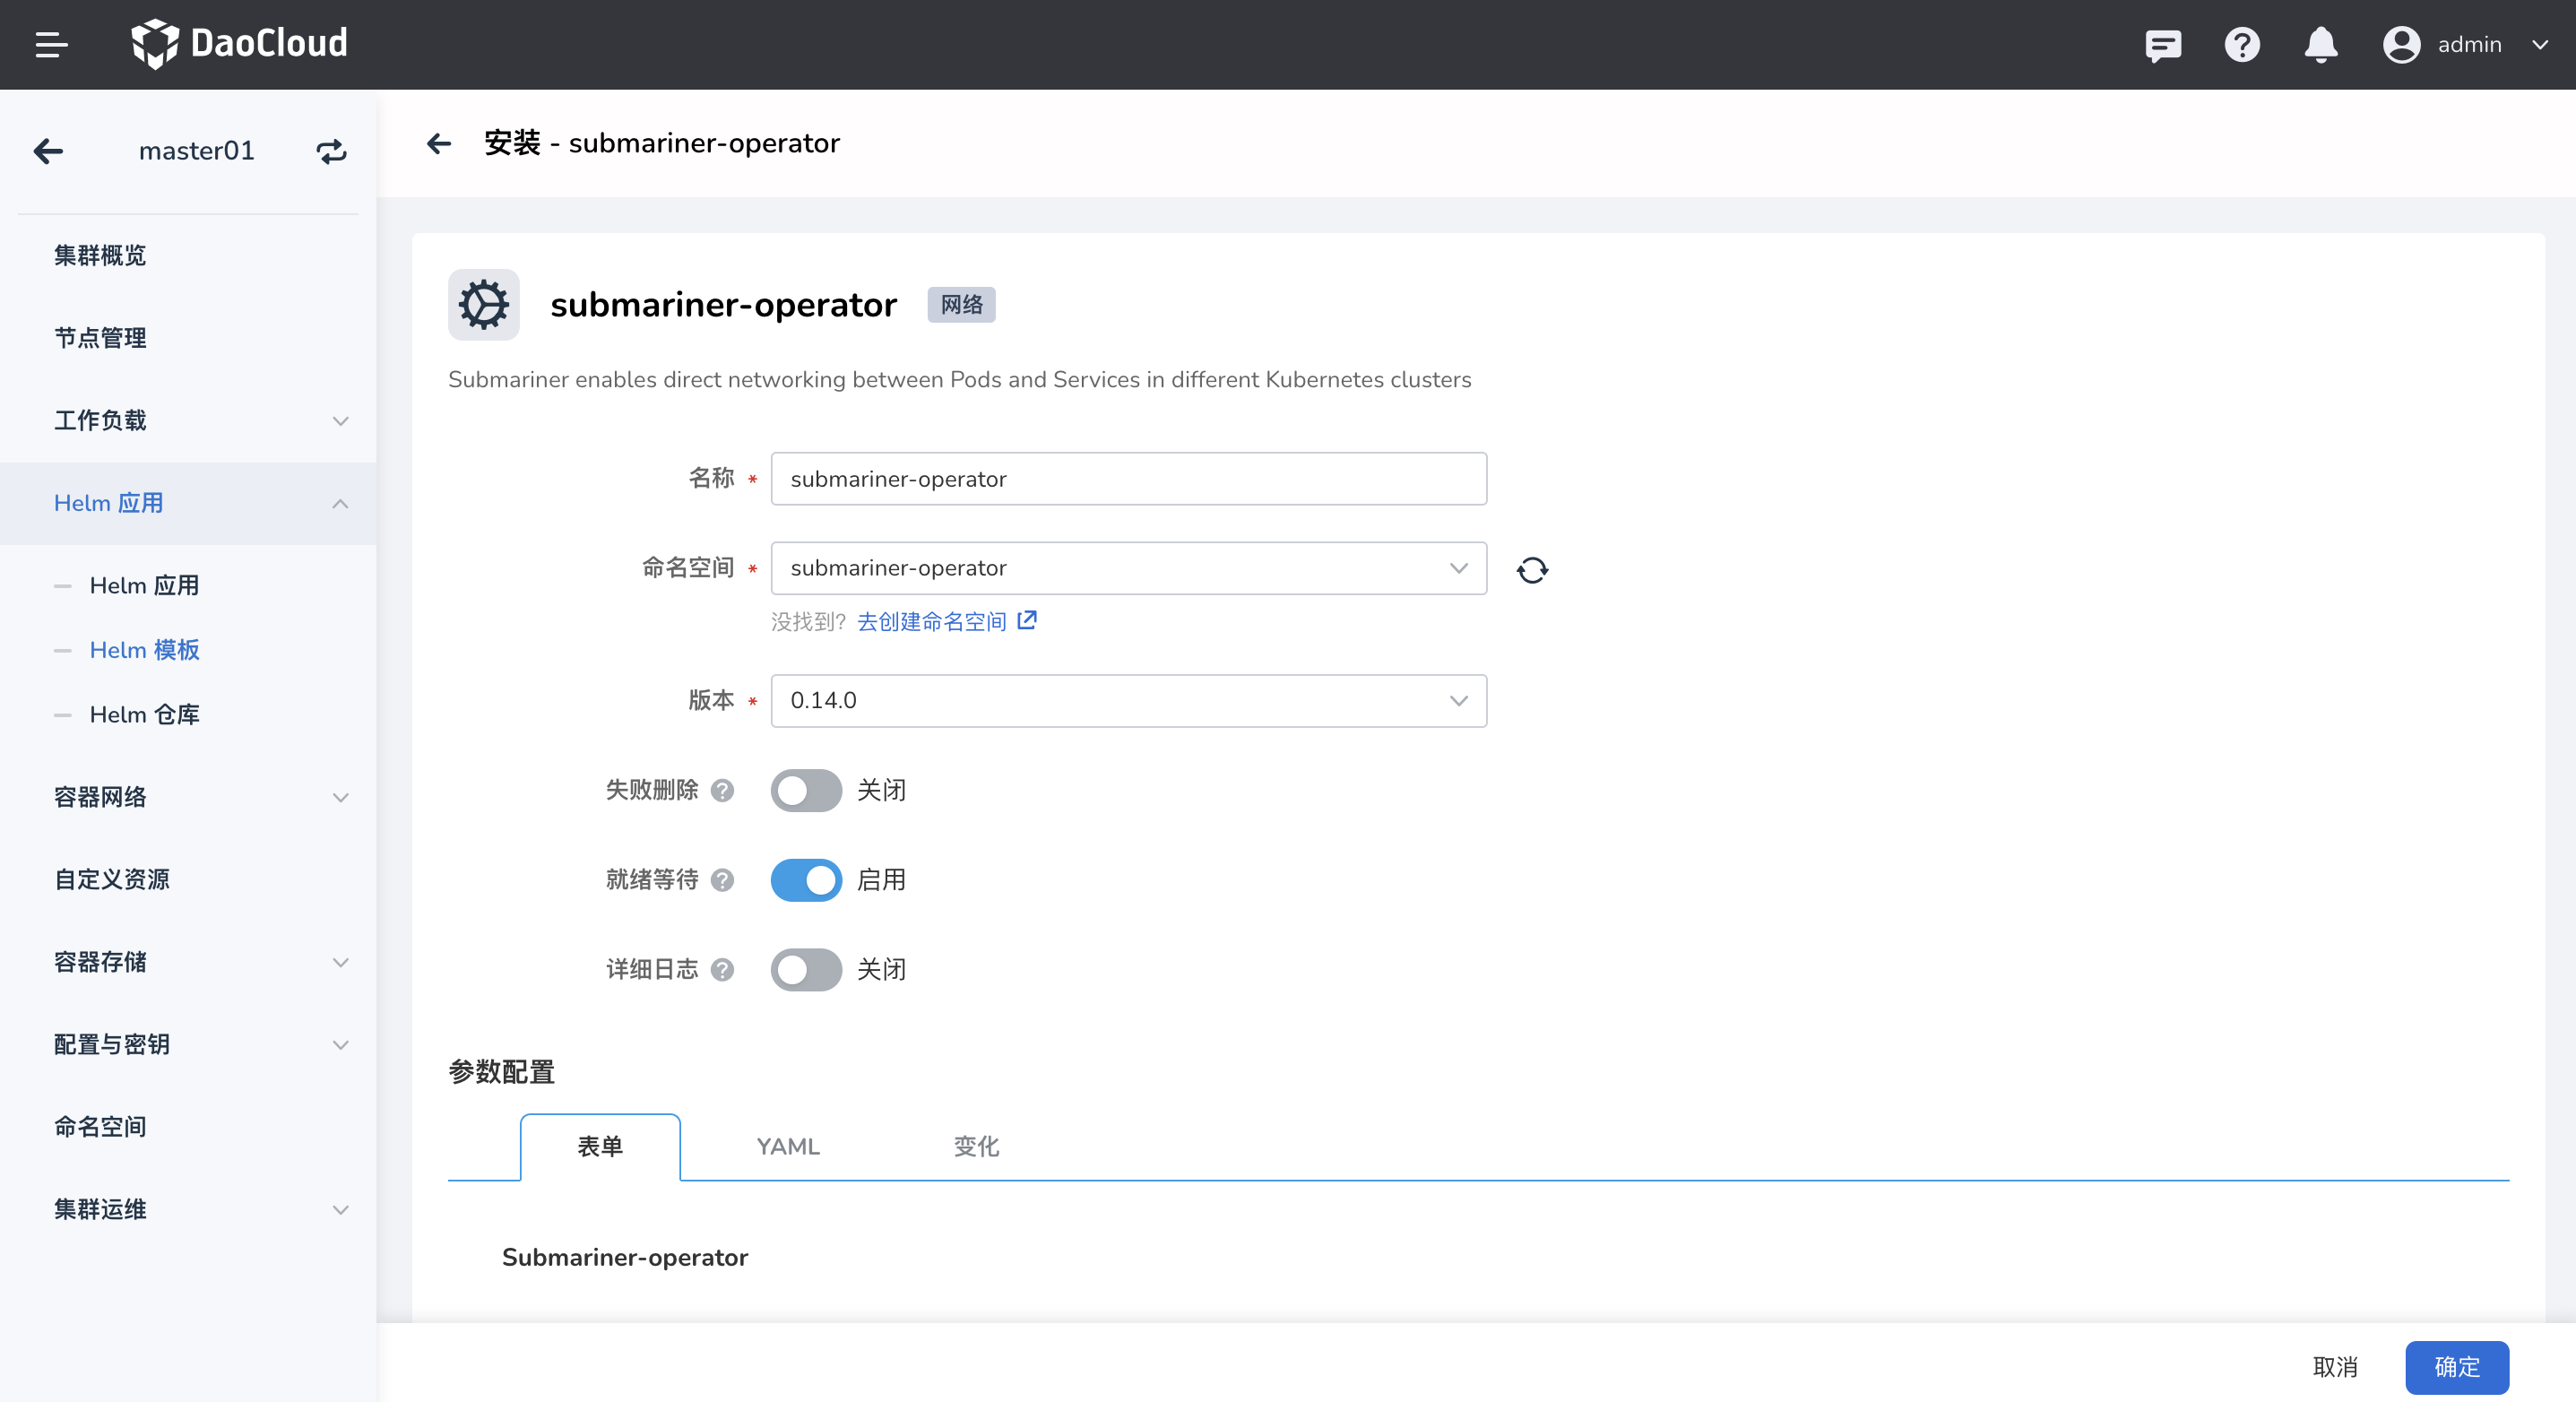 DaoCloud
admin
master01
集群概览
节点管理
工作负载
Helm 应用
Helm 应用
Helm 模板
Helm 仓库
容器网络
自定义资源
容器存储
配置与密钥
命名空间
集群运维
安装 - submariner-operator
submariner-operator 网络
Submariner enables direct networking between Pods and Services in different Kubernetes clusters
名称 * submariner-operator
命名空间 * submariner-operator
没找到? 去创建命名空间
版本 * 0.14.0
失败删除 ? 关闭
就绪等待 ? 启用
详细日志 ? 关闭
参数配置
表单 YAML 变化
Submariner-operator
取消 确定